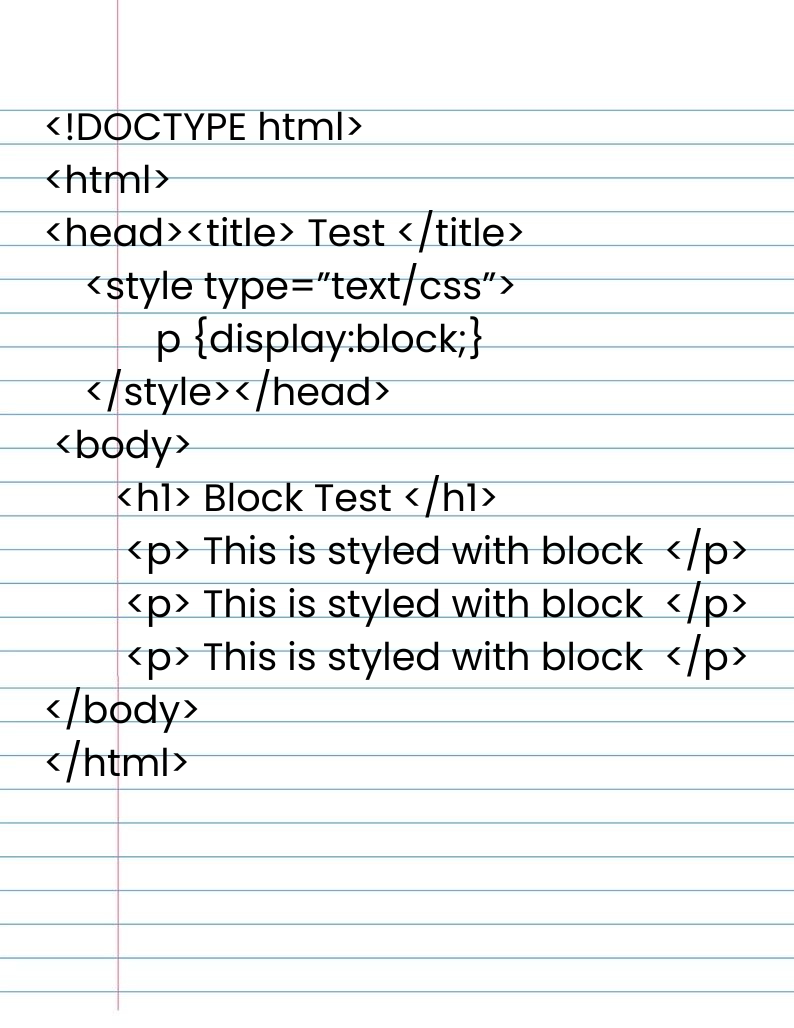 <!DOCTYPE html>
<html>
<head><title> Test </title>
<style type=”text/css”>
p {display:block;}
</style></head>
<body>
<h1> Block Test </h1>
<p> This is styled with block  </p>
<p> This is styled with block  </p>
<p> This is styled with block  </p>
</body>
</html>